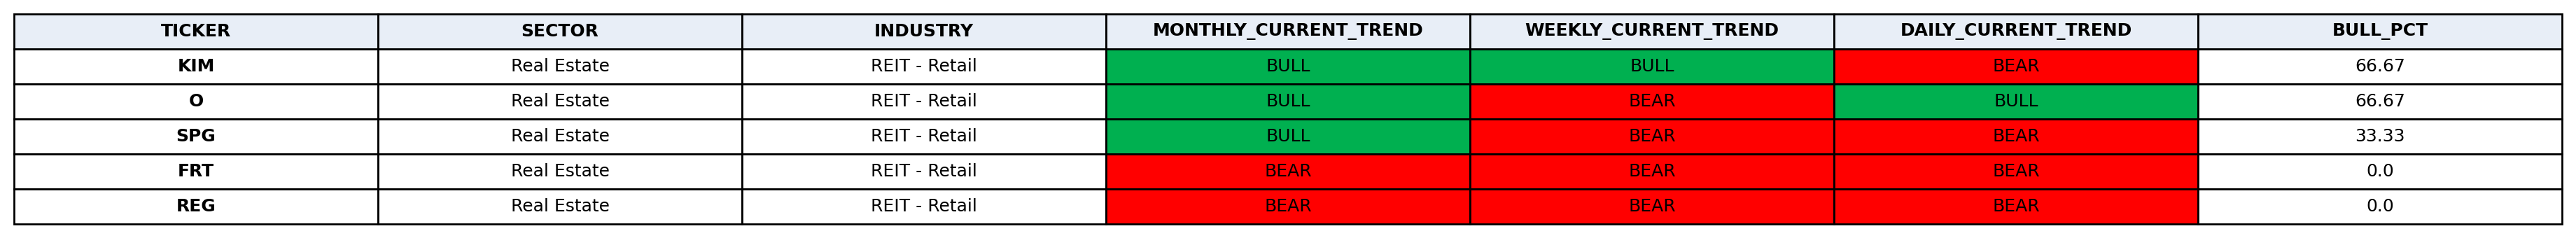 TICKER SECTOR INDUSTRY MONTHLY_CURRENT_TREND WEEKLY_CURRENT_TREND DAILY_CURRENT_TREND BULL_PCT
KIM Real Estate REIT - Retail BULL BULL BEAR 66.67
O Real Estate REIT - Retail BULL BEAR BULL 66.67
SPG Real Estate REIT - Retail BULL BEAR BEAR 33.33
FRT Real Estate REIT - Retail BEAR BEAR BEAR 0.0
REG Real Estate REIT - Retail BEAR BEAR BEAR 0.0